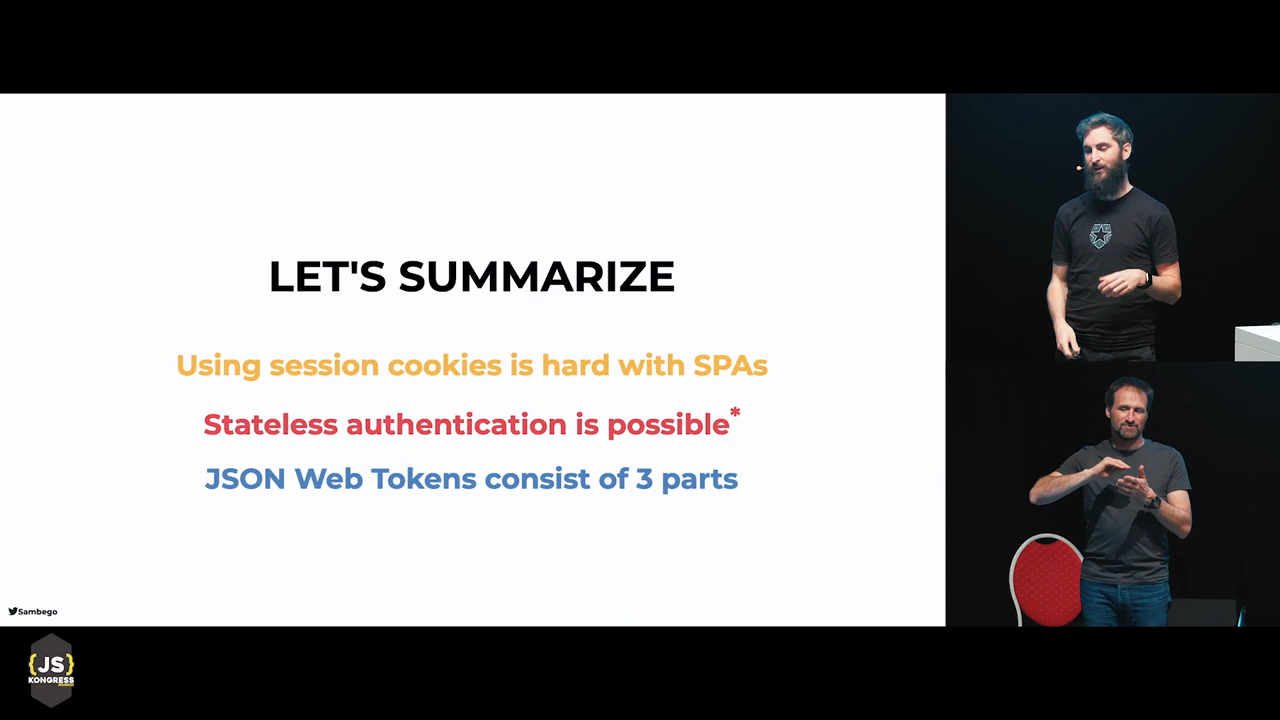 LET'S SUMMARIZE
Using session cookies is hard with SPAs
Stateless authentication is possible*
JSON Web Tokens consist of 3 parts
Sambego
{JS}
KONGRESS